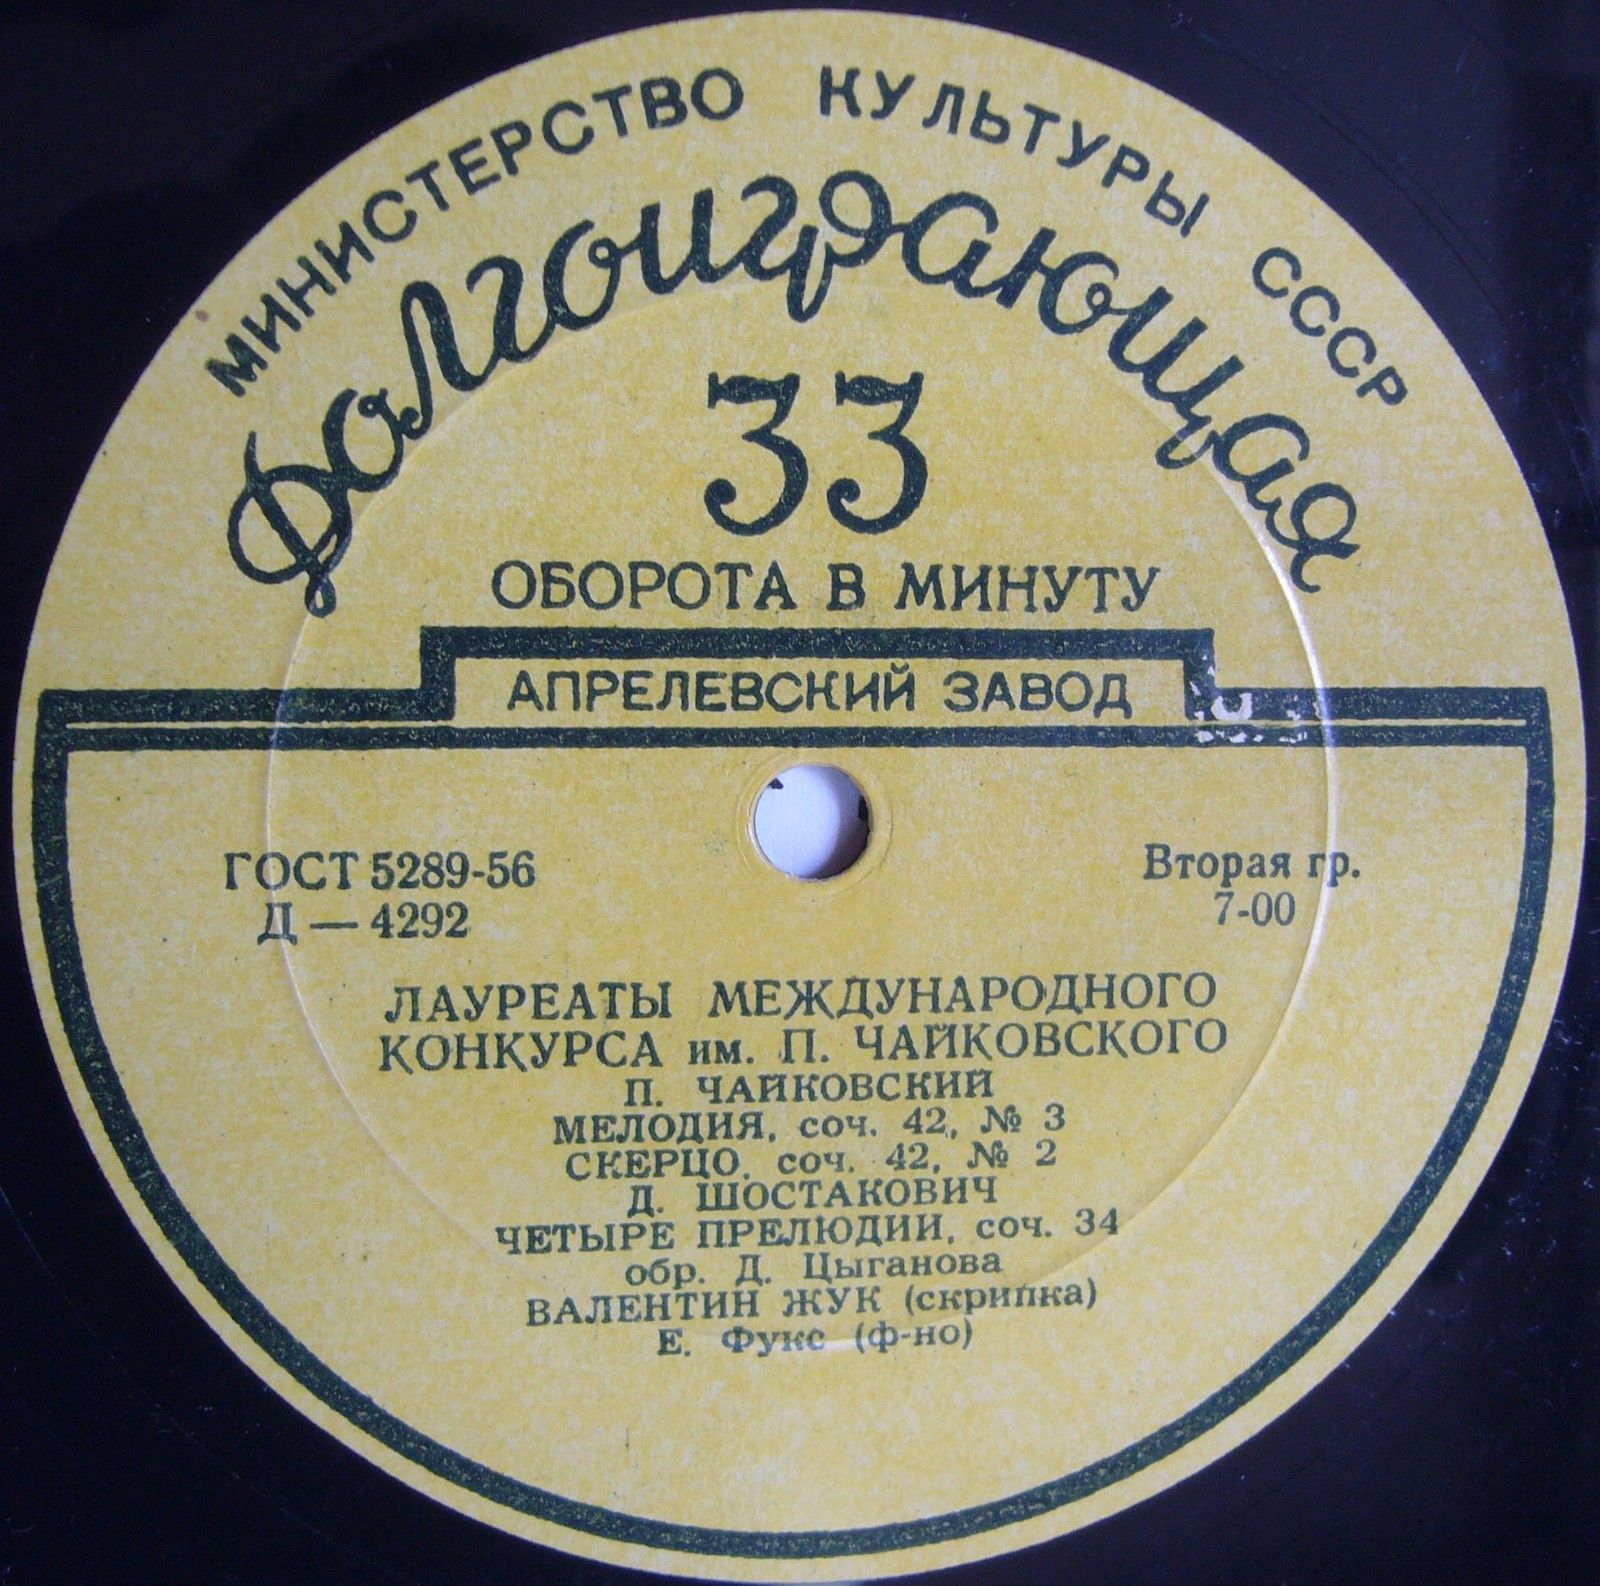 МИНИСТЕРСТВО КУЛЬТУРЫ СССР
Долгоиграющая
33
ОБОРОТА В МИНУТУ
АПРЕЛЕВСКИЙ ЗАВОД
ГОСТ 5289-56
Д — 4292
Вторая гр.
7-00
ЛАУРЕАТЫ МЕЖДУНАРОДНОГО
КОНКУРСА им. П. ЧАЙКОВСКОГО
П. ЧАЙКОВСКИЙ
МЕЛОДИЯ, соч. 42, № 3
СКЕРЦО, соч. 42, № 2
Д. ШОСТАКОВИЧ
ЧЕТЫРЕ ПРЕЛЮДИИ, соч. 34
обр. Д. Цыганова
ВАЛЕНТИН ЖУК (скрипка)
Е. Фукс (ф-но)